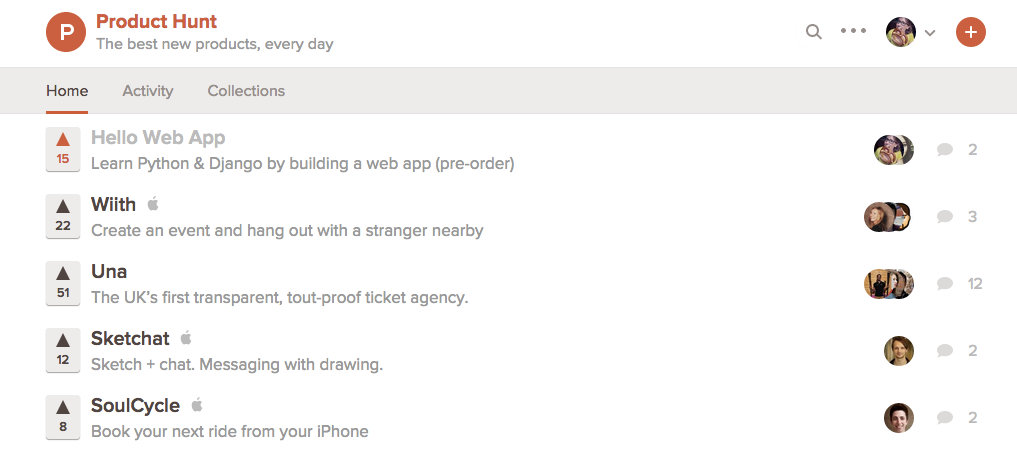 P
Product Hunt
The best new products, every day
Home Activity Collections
Hello Web App
15
Learn Python & Django by building a web app (pre-order)
2
Wiith
22
Create an event and hang out with a stranger nearby
3
Una
51
The UK's first transparent, tout-proof ticket agency.
12
Sketchat
12
Sketch + chat. Messaging with drawing.
2
SoulCycle
8
Book your next ride from your iPhone
2